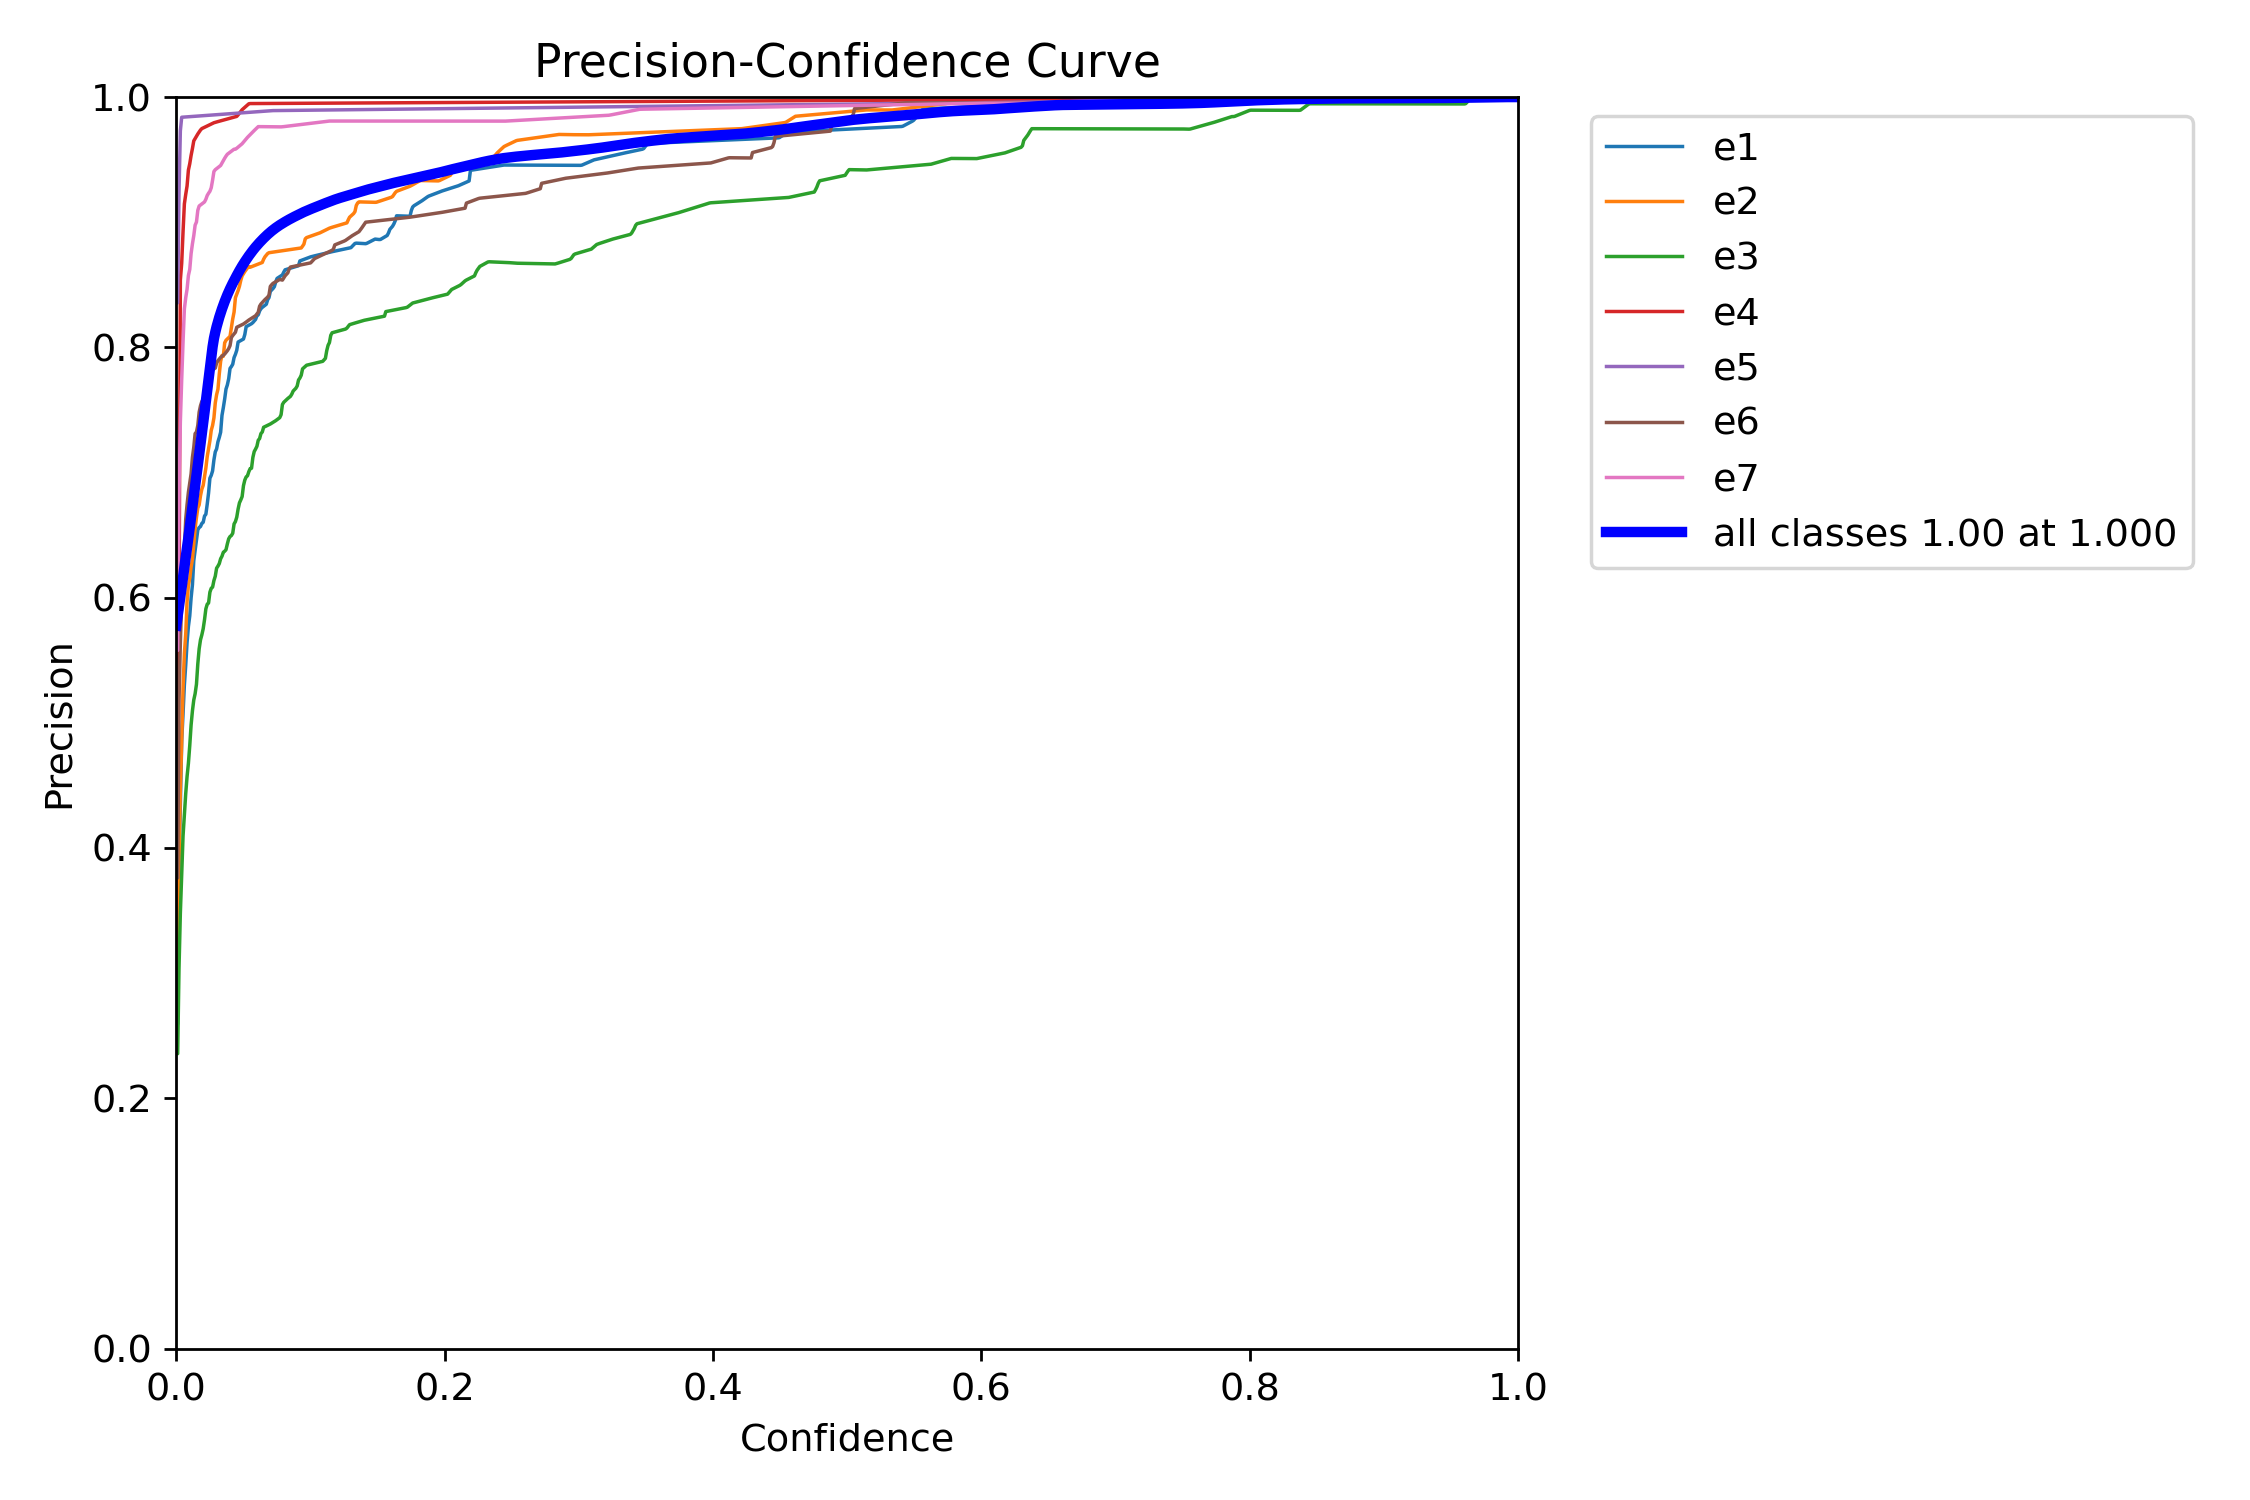 Precision-Confidence Curve
1.0
0.8
0.6
0.4
0.2
0.0
Precision
0.0 0.2 0.4 0.6 0.8 1.0
Confidence
e1
e2
e3
e4
e5
e6
e7
all classes 1.00 at 1.000